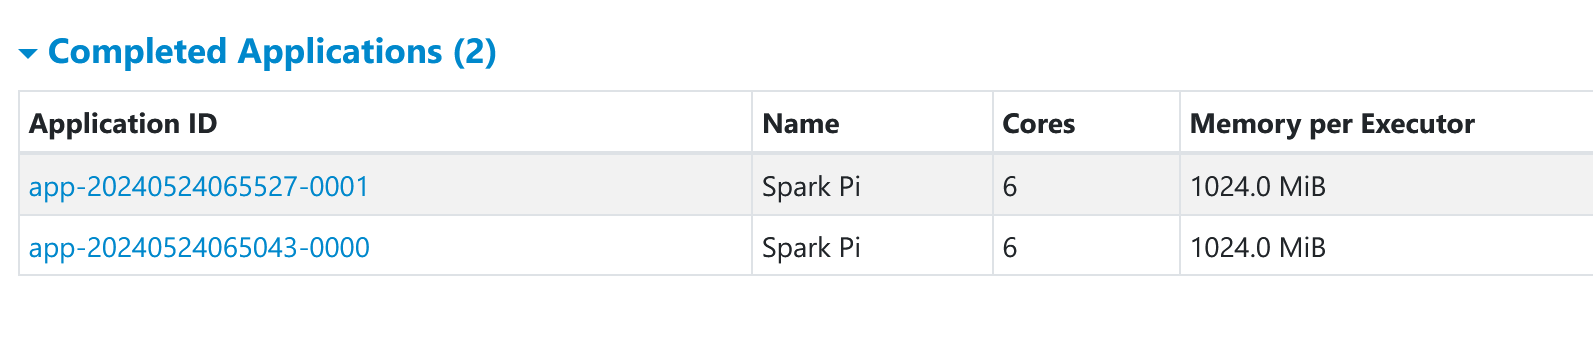 Completed Applications (2)
Application ID Name Cores Memory per Executor
app-20240524065527-0001 Spark Pi 6 1024.0 MiB
app-20240524065043-0000 Spark Pi 6 1024.0 MiB